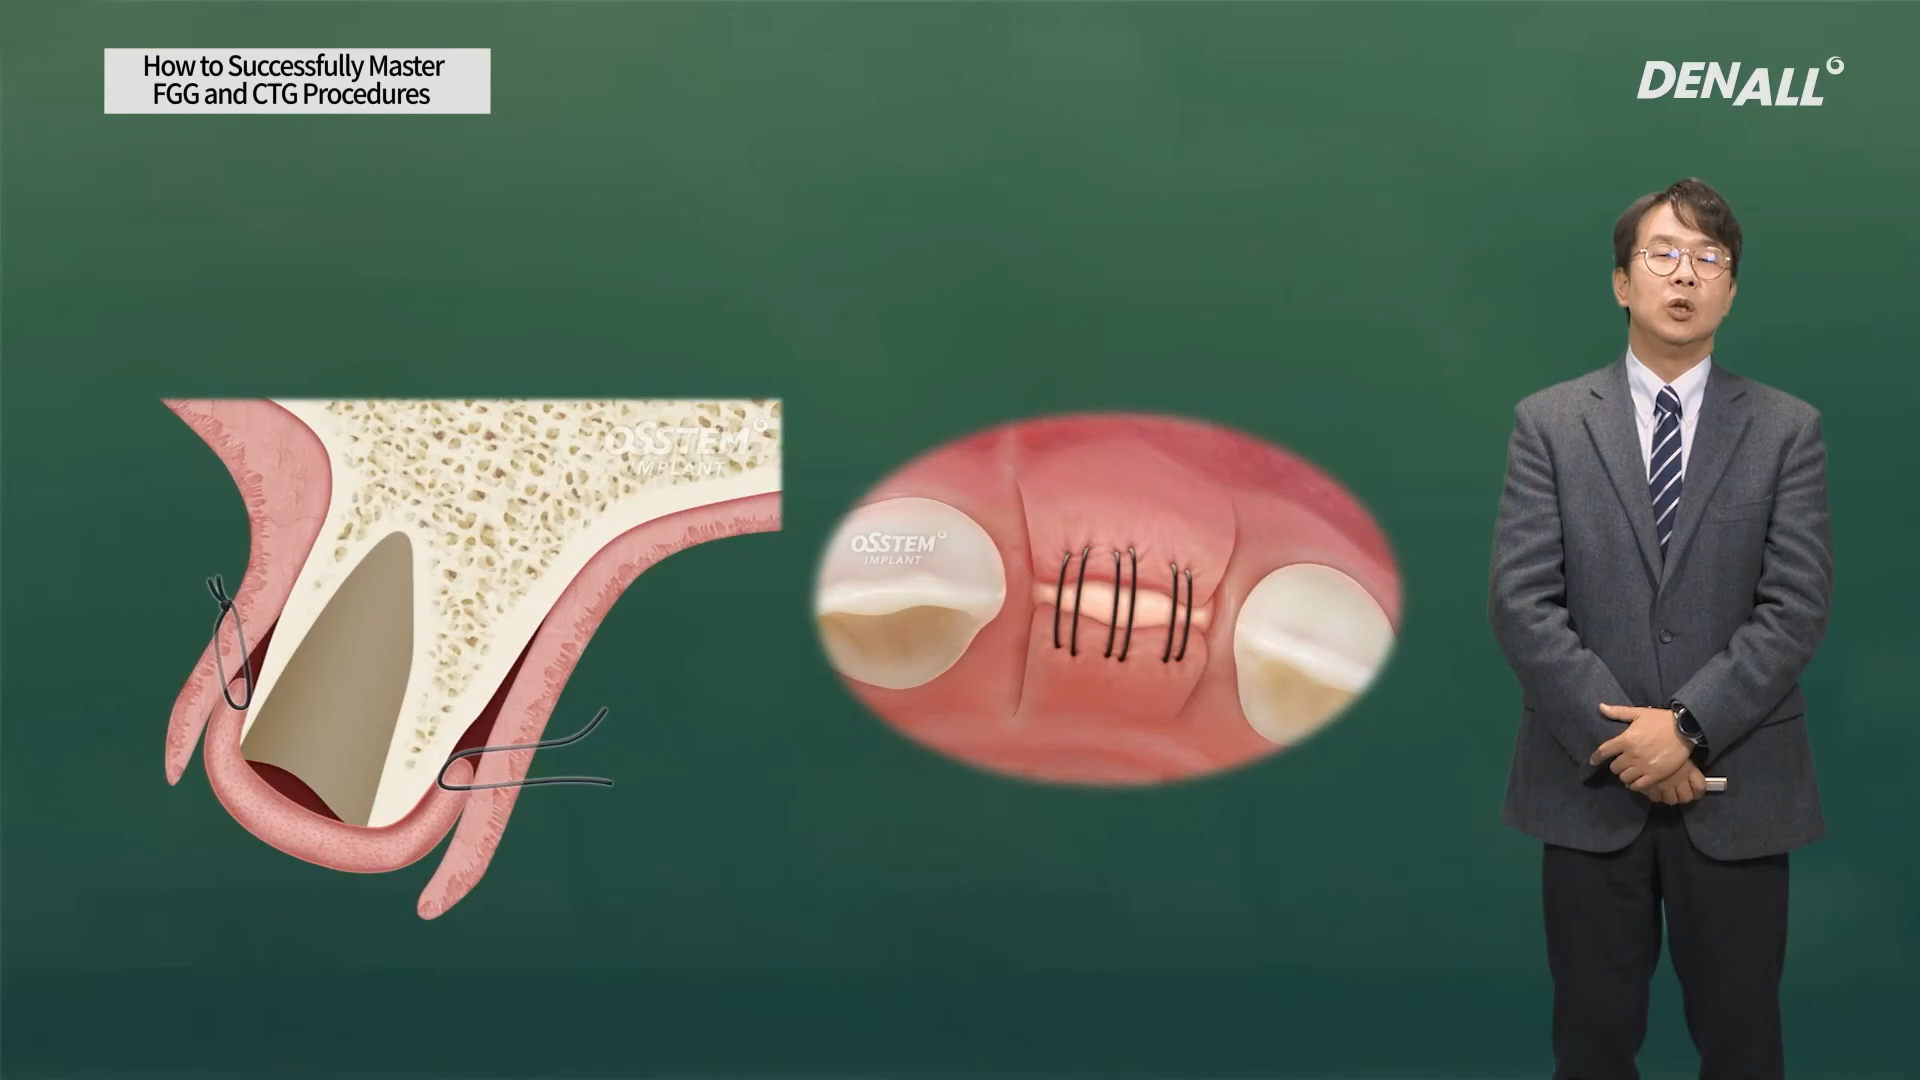 How to Successfully Master
FGG and CTG Procedures
DENALL
OSSTEM
IMPLANT
OSSTEM
IMPLANT